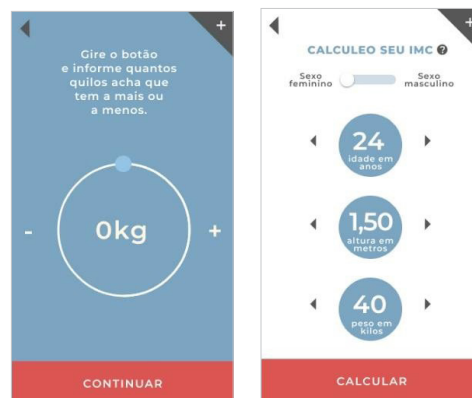 +
Gire o botão
e informe quantos
quilos acha que
tem a mais ou
a menos.
- 0kg +
CONTINUAR
+
CALCULEO SEU IMC ?
Sexo
feminino
Sexo
masculino
24
idade em
anos
1,50
altura em
metros
40
peso em
kilos
CALCULAR